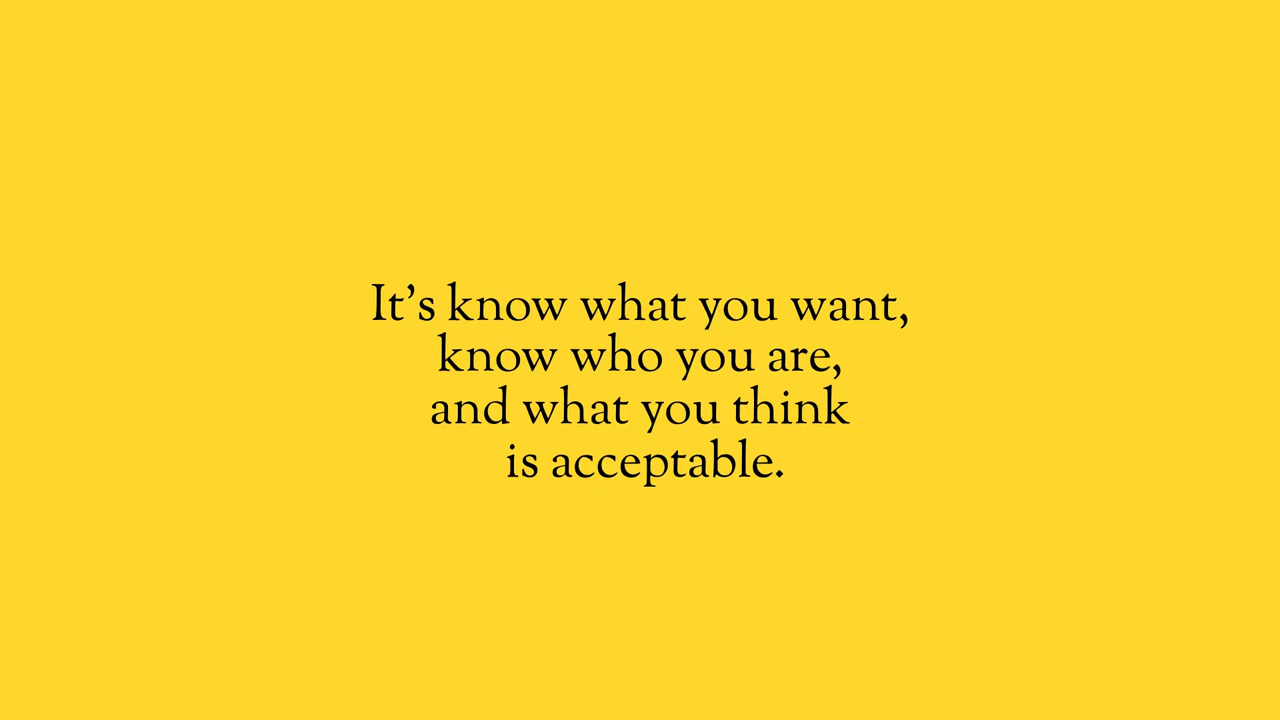 It’s know what you want,
know who you are,
and what you think
is acceptable.